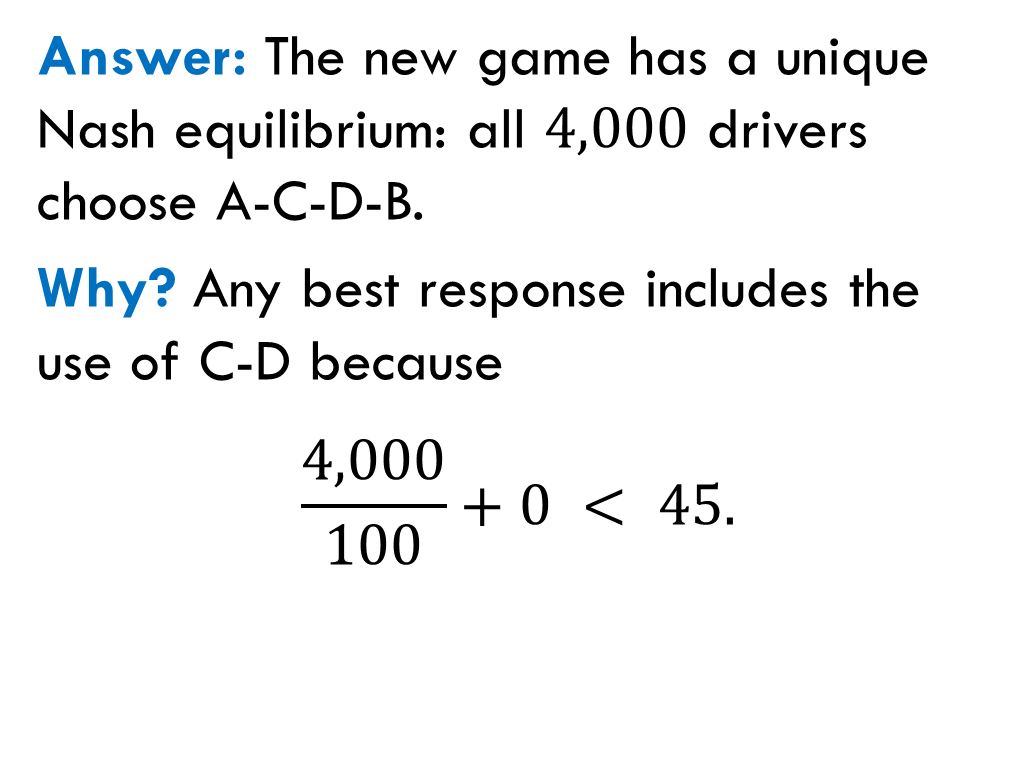 Answer: The new game has a unique
Nash equilibrium: all 4,000 drivers
choose A-C-D-B.
Why? Any best response includes the
use of C-D because
4,000
100
+ 0 < 45.